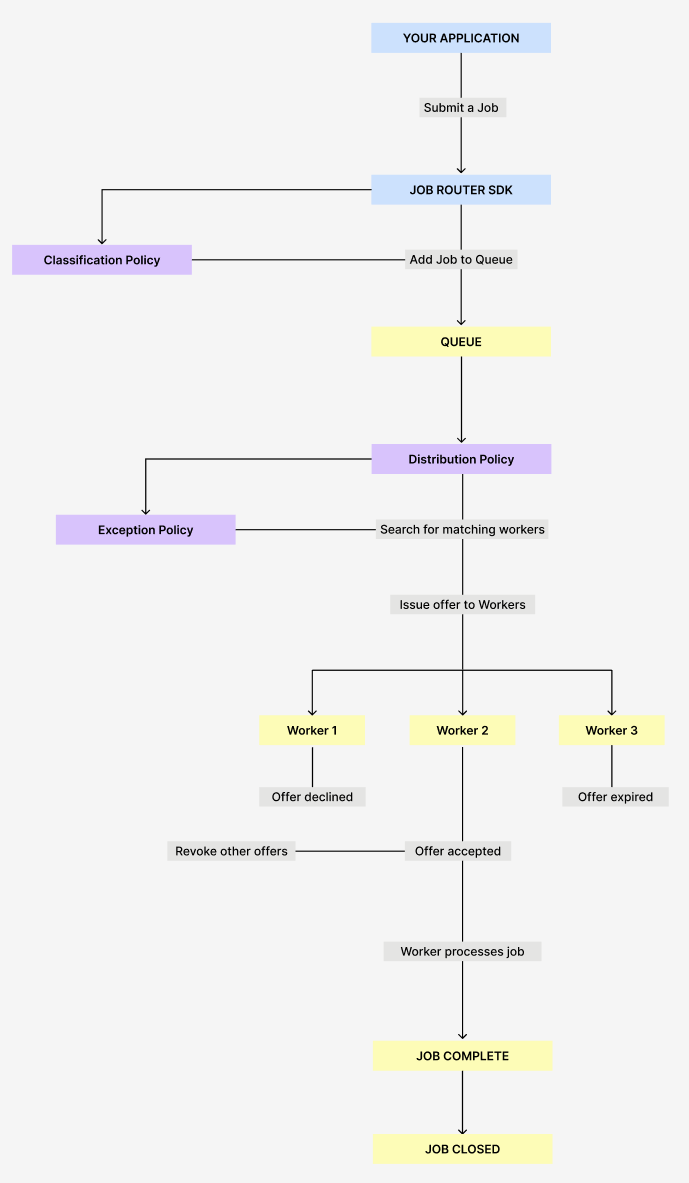 YOUR APPLICATION
Submit a Job
JOB ROUTER SDK
Classification Policy
Add Job to Queue
QUEUE
Distribution Policy
Exception Policy
Search for matching workers
Issue offer to Workers
Worker 1
Worker 2
Worker 3
Offer declined
Offer expired
Revoke other offers
Offer accepted
Worker processes job
JOB COMPLETE
JOB CLOSED